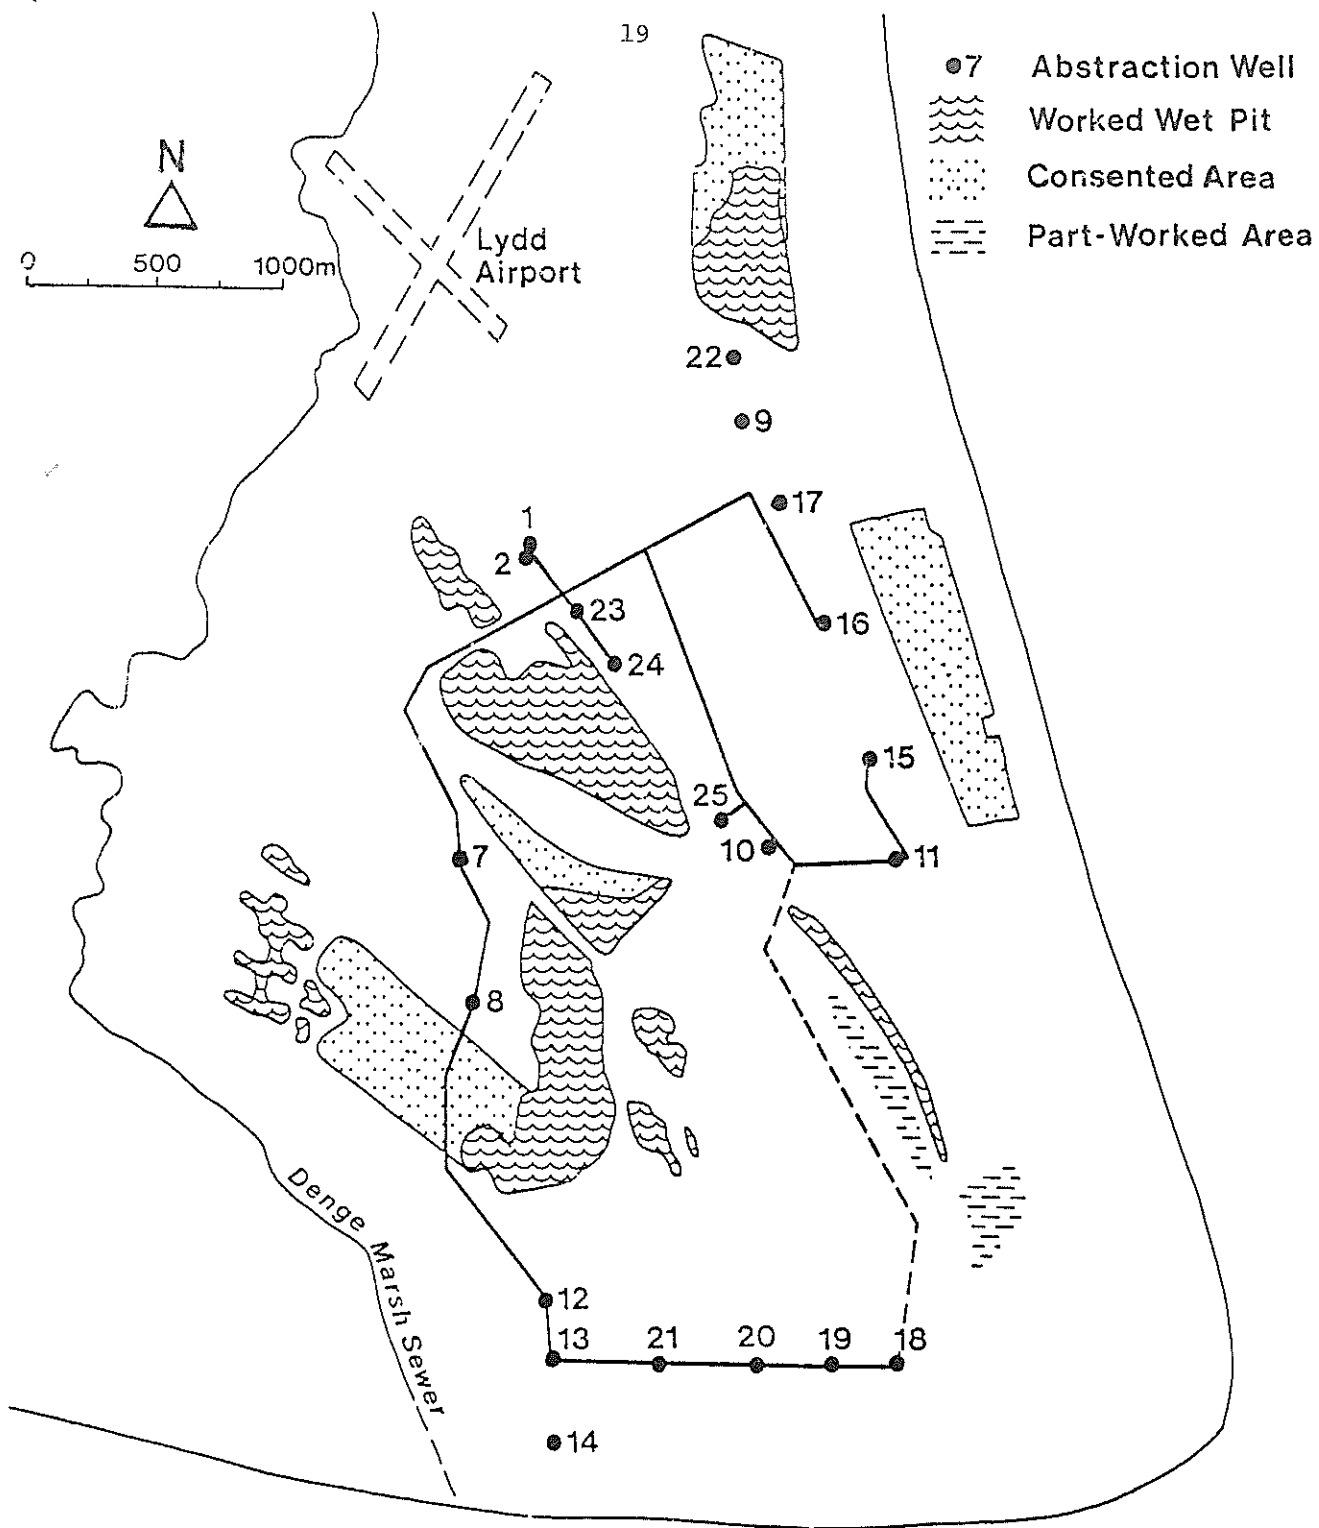 19
7 Abstraction Well
Worked Wet Pit
Consented Area
Part-Worked Area
N
0 500 1000m
Lydd
Airport
22
9
17
1
2
23
16
24
15
25
10
11
7
8
Denge Marsh Sewer
12
13 21 20 19 18
14